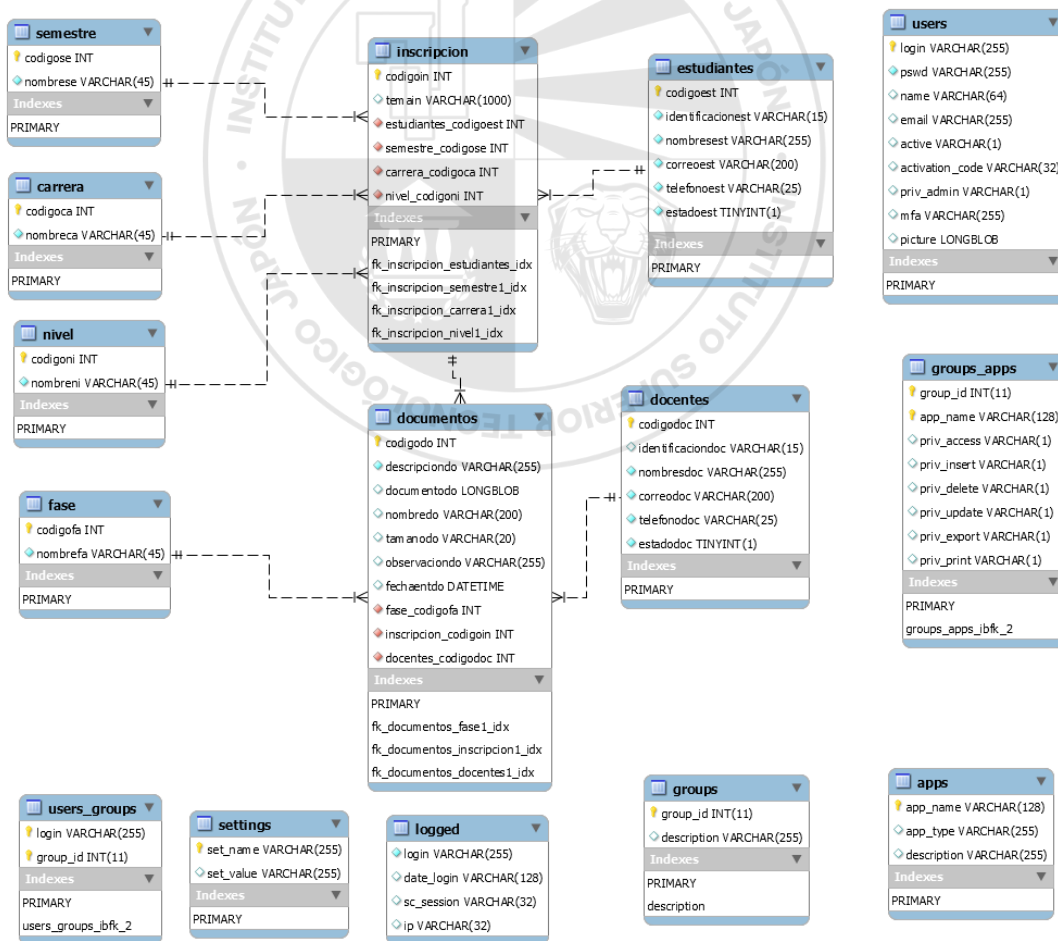 semestre
codigose INT
nombrese VARCHAR(45)
Indexes
PRIMARY
carrera
codigoca INT
nombreca VARCHAR(45)
Indexes
PRIMARY
nivel
codigoni INT
nombreni VARCHAR(45)
Indexes
PRIMARY
fase
codigofa INT
nombrefa VARCHAR(45)
Indexes
PRIMARY
inscripcion
codigoin INT
temain VARCHAR(1000)
estudiantes_codigoest INT
semestre_codigose INT
carrera_codigoca INT
nivel_codigoni INT
Indexes
PRIMARY
fk_inscripcion_estudiantes_idx
fk_inscripcion_semestre1_idx
fk_inscripcion_carrera1_idx
fk_inscripcion_nivel1_idx
documentos
codigodo INT
descripciondo VARCHAR(255)
documentodo LONGBLOB
nombredo VARCHAR(200)
tamanodo VARCHAR(20)
observaciondo VARCHAR(255)
fechaentdo DATETIME
fase_codigofa INT
inscripcion_codigoin INT
docentes_codigodoc INT
Indexes
PRIMARY
fk_documentos_fase1_idx
fk_documentos_inscripcion1_idx
fk_documentos_docentes1_idx
estudiantes
codigoest INT
identificacionest VARCHAR(15)
nombresest VARCHAR(255)
correoest VARCHAR(200)
telefonoest VARCHAR(25)
estadoest TINYINT(1)
Indexes
PRIMARY
docentes
codigodoc INT
identificaciondoc VARCHAR(15)
nombresdoc VARCHAR(255)
correodoc VARCHAR(200)
telefonodoc VARCHAR(25)
estadodoc TINYINT(1)
Indexes
PRIMARY
users
login VARCHAR(255)
pswd VARCHAR(255)
name VARCHAR(64)
email VARCHAR(255)
active VARCHAR(1)
activation_code VARCHAR(32)
priv_admin VARCHAR(1)
mfa VARCHAR(255)
picture LONGBLOB
Indexes
PRIMARY
groups_apps
group_id INT(11)
app_name VARCHAR(128)
priv_access VARCHAR(1)
priv_insert VARCHAR(1)
priv_delete VARCHAR(1)
priv_update VARCHAR(1)
priv_export VARCHAR(1)
priv_print VARCHAR(1)
Indexes
PRIMARY
groups_apps_ibfk_2
users_groups
login VARCHAR(255)
group_id INT(11)
Indexes
PRIMARY
users_groups_ibfk_2
settings
set_name VARCHAR(255)
set_value VARCHAR(255)
Indexes
PRIMARY
logged
login VARCHAR(255)
date_login VARCHAR(128)
sc_session VARCHAR(32)
ip VARCHAR(32)
groups
group_id INT(11)
description VARCHAR(255)
Indexes
PRIMARY
description
apps
app_name VARCHAR(128)
app_type VARCHAR(255)
description VARCHAR(255)
Indexes
PRIMARY